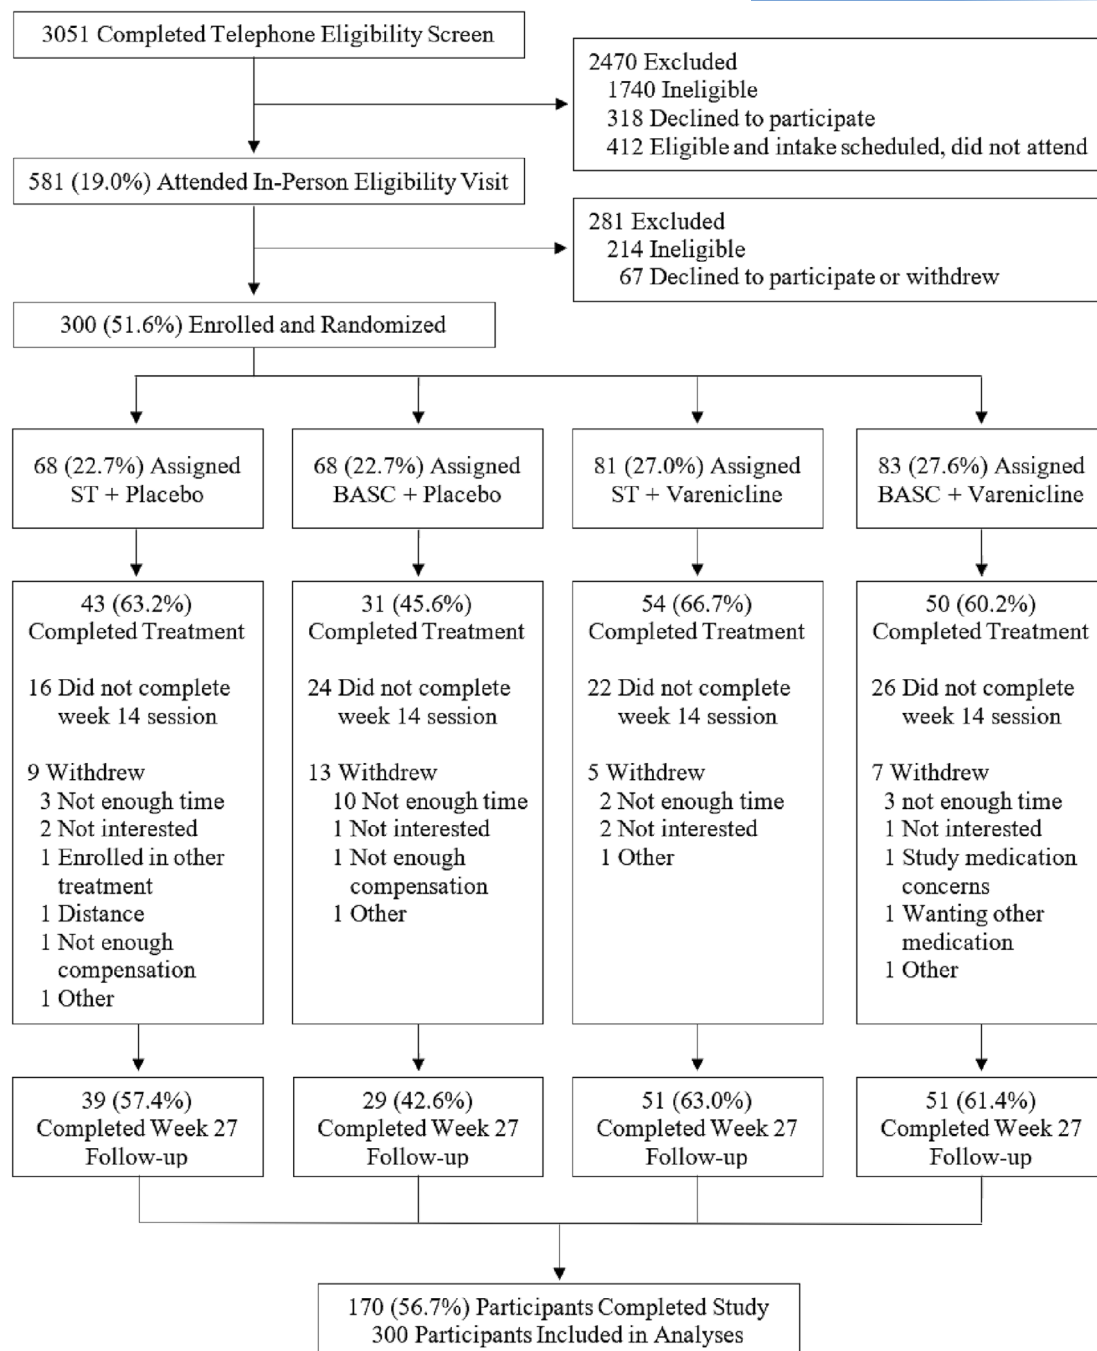 3051 Completed Telephone Eligibility Screen
2470 Excluded
1740 Ineligible
318 Declined to participate
412 Eligible and intake scheduled, did not attend
581 (19.0%) Attended In-Person Eligibility Visit
281 Excluded
214 Ineligible
67 Declined to participate or withdrew
300 (51.6%) Enrolled and Randomized
68 (22.7%) Assigned
ST + Placebo
68 (22.7%) Assigned
BASC + Placebo
81 (27.0%) Assigned
ST + Varenicline
83 (27.6%) Assigned
BASC + Varenicline
43 (63.2%)
Completed Treatment
16 Did not complete
week 14 session
9 Withdrew
3 Not enough time
2 Not interested
1 Enrolled in other
treatment
1 Distance
1 Not enough
compensation
1 Other
31 (45.6%)
Completed Treatment
24 Did not complete
week 14 session
13 Withdrew
10 Not enough time
1 Not interested
1 Not enough
compensation
1 Other
54 (66.7%)
Completed Treatment
22 Did not complete
week 14 session
5 Withdrew
2 Not enough time
2 Not interested
1 Other
50 (60.2%)
Completed Treatment
26 Did not complete
week 14 session
7 Withdrew
3 not enough time
1 Not interested
1 Study medication
concerns
1 Wanting other
medication
1 Other
39 (57.4%)
Completed Week 27
Follow-up
29 (42.6%)
Completed Week 27
Follow-up
51 (63.0%)
Completed Week 27
Follow-up
51 (61.4%)
Completed Week 27
Follow-up
170 (56.7%) Participants Completed Study
300 Participants Included in Analyses